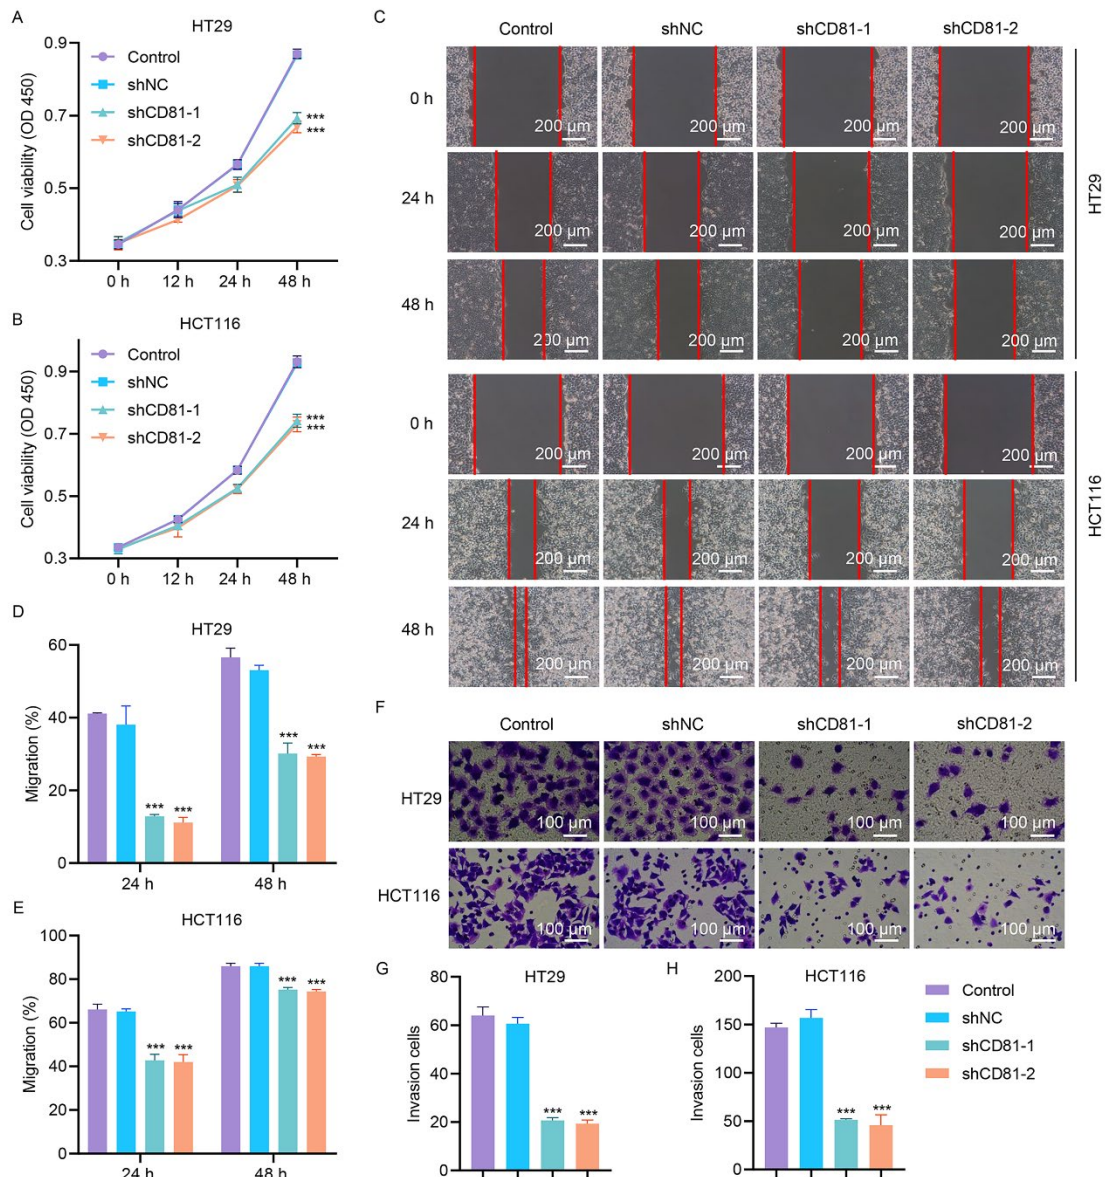 A
HT29
Cell viability (OD 450)
0.9
0.7
0.5
0.3
Control
shNC
shCD81-1
shCD81-2
***
***
0 h
12 h
24 h
48 h
B
HCT116
Cell viability (OD 450)
0.9
0.7
0.5
0.3
Control
shNC
shCD81-1
shCD81-2
***
***
0 h
12 h
24 h
48 h
C
Control
shNC
shCD81-1
shCD81-2
0 h
200 µm
200 µm
200 µm
200 µm
24 h
200 µm
200 µm
200 µm
200 µm
48 h
200 µm
200 µm
200 µm
200 µm
HT29
0 h
200 µm
200 µm
200 µm
200 µm
24 h
200 µm
200 µm
200 µm
200 µm
48 h
200 µm
200 µm
200 µm
200 µm
HCT116
D
HT29
Migration (%)
60
40
20
0
*** ***
*** ***
24 h
48 h
E
HCT116
Migration (%)
100
80
60
40
20
0
*** ***
*** ***
24 h
48 h
F
Control
shNC
shCD81-1
shCD81-2
HT29
100 µm
100 µm
100 µm
100 µm
HCT116
100 µm
100 µm
100 µm
100 µm
G
HT29
Invasion cells
80
60
40
20
0
*** ***
H
HCT116
Invasion cells
200
150
100
50
0
*** ***
Control
shNC
shCD81-1
shCD81-2